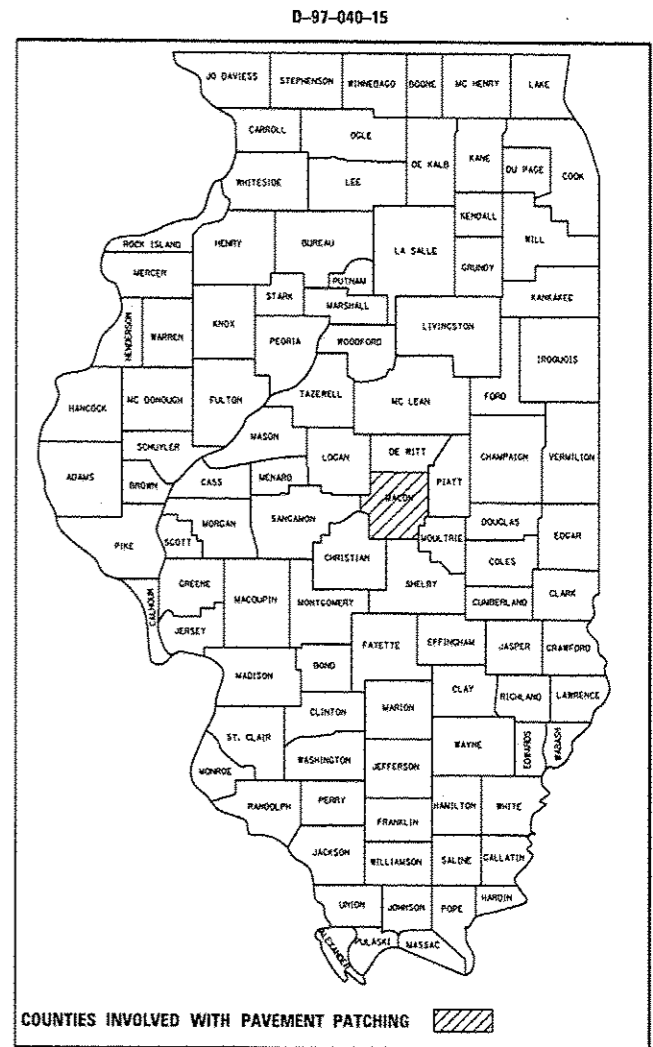 D-97-040-15
JO DAVIESS STEPHENSON WINNEBAGO BOONE MC HENRY LAKE
CARROLL OGLE
DE KALB KANE DU PAGE COOK
WHITESIDE LEE
KENDALL
WILL
ROCK ISLAND HENRY BUREAU LA SALLE GRUNDY
MERCER PUTNAM
STARK MARSHALL KANKAKEE
HENDERSON WARREN KNOX PEORIA WOODFORD LIVINGSTON IROQUOIS
HANCOCK MC DONOUGH FULTON TAZEWELL MC LEAN FORD
MASON
SCHUYLER LOGAN DE WITT CHAMPAIGN VERMILION
ADAMS BROWN CASS MENARD MACON PIATT
MORGAN SANGAMON DOUGLAS
PIKE SCOTT CHRISTIAN MOULTRIE COLES EDGAR
GREENE MACOUPIN MONTGOMERY SHELBY CUMBERLAND CLARK
CALHOUN JERSEY
FAYETTE EFFINGHAM JASPER CRAWFORD
MADISON BOND
CLAY RICHLAND LAWRENCE
CLINTON MARION
ST. CLAIR WAYNE EDWARDS WABASH
WASHINGTON JEFFERSON
MONROE
RANDOLPH PERRY HAMILTON WHITE
FRANKLIN
JACKSON WILLIAMSON SALINE GALLATIN
UNION JOHNSON POPE HARDIN
ALEXANDER PULASKI MASSAC
COUNTIES INVOLVED WITH PAVEMENT PATCHING